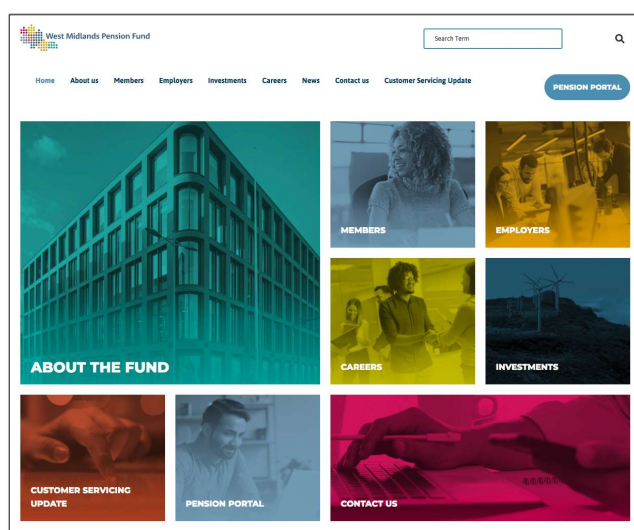 West Midlands Pension Fund
Search Term
Home About us Members Employers Investments Careers News Contact us Customer Servicing Update
PENSION PORTAL
MEMBERS
EMPLOYERS
ABOUT THE FUND
CAREERS
INVESTMENTS
CUSTOMER SERVICING
UPDATE
PENSION PORTAL
CONTACT US